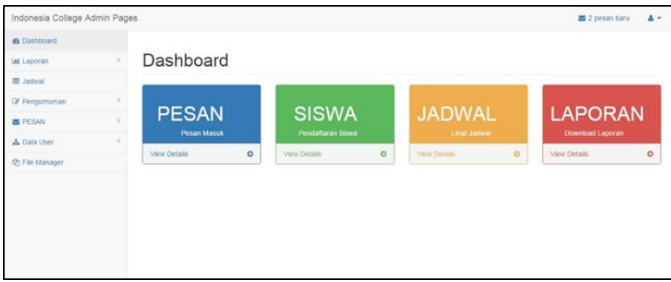 Indonesia College Admin Pages
2 pesan baru
Dashboard
Laporan
Jadwal
Pengumuman
PESAN
Data User
File Manager
Dashboard
PESAN
Pesan Masuk
View Details
SISWA
Pendaftaran Siswa
View Details
JADWAL
Lihat Jadwal
View Details
LAPORAN
Download Laporan
View Details